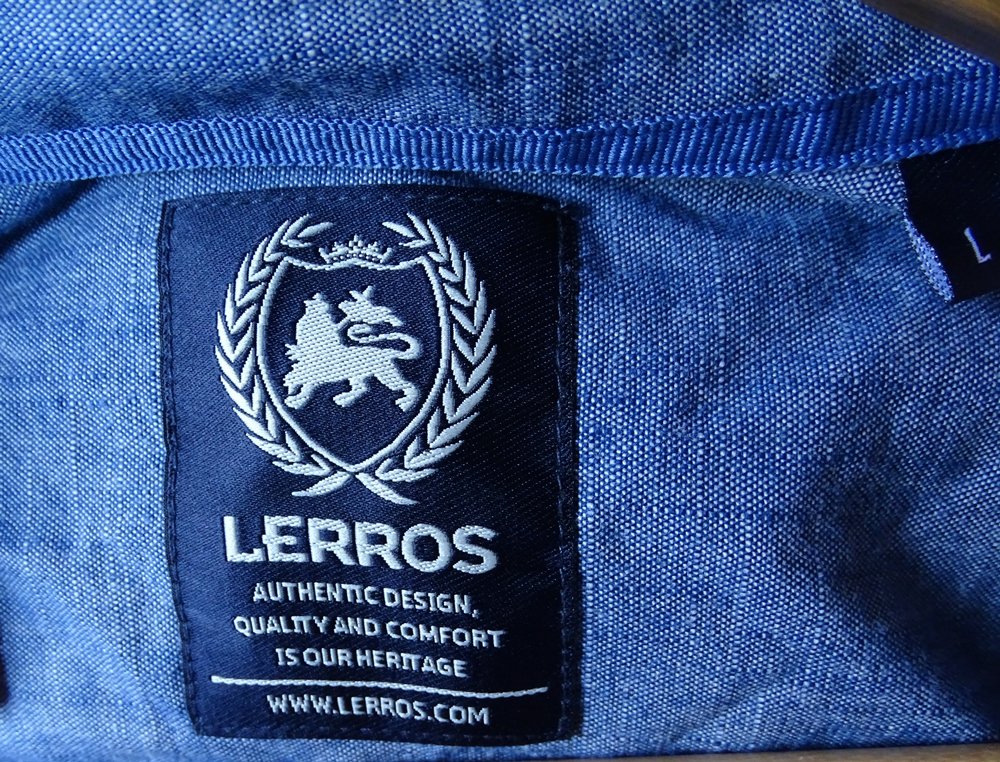 LERROS
AUTHENTIC DESIGN,
QUALITY AND COMFORT
IS OUR HERITAGE
WWW.LERROS.COM
L